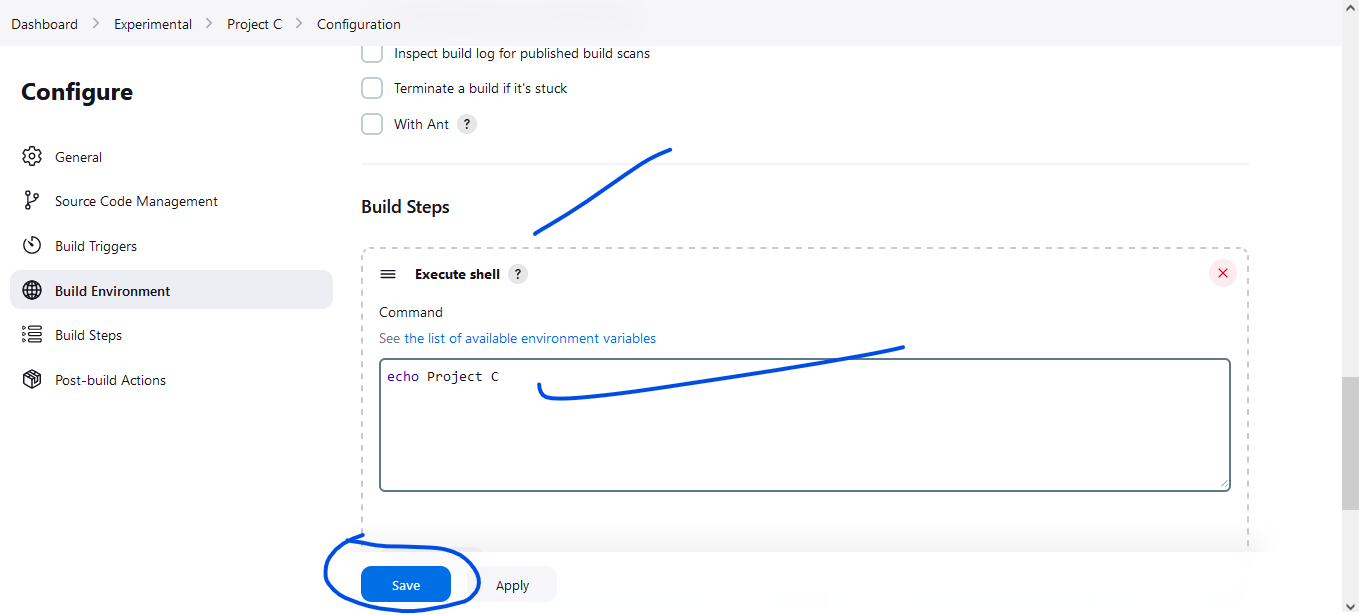 Dashboard > Experimental > Project C > Configuration
Configure
General
Source Code Management
Build Triggers
Build Environment
Build Steps
Post-build Actions
Inspect build log for published build scans
Terminate a build if it's stuck
With Ant ?
Build Steps
Execute shell ?
Command
See the list of available environment variables
echo Project C
Save Apply